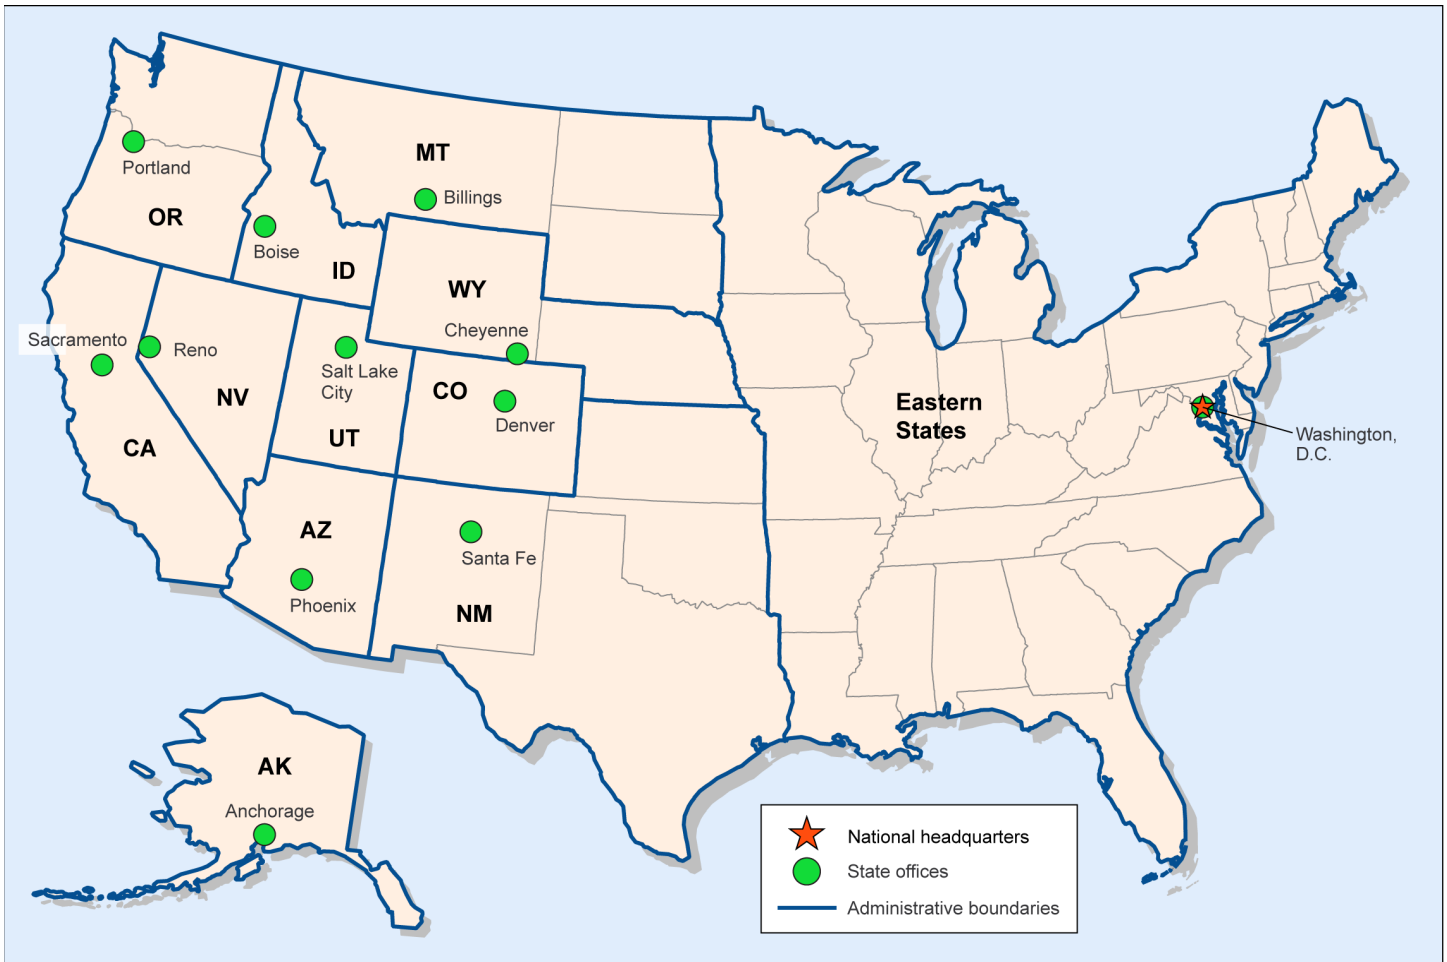 MT
Portland
Billings
OR
Boise
ID
WY
Sacramento
Reno
Cheyenne
Salt Lake
City
CO
NV
Denver
Eastern
States
UT
CA
Washington,
D.C.
AZ
Santa Fe
Phoenix
NM
AK
Anchorage
National headquarters
State offices
Administrative boundaries